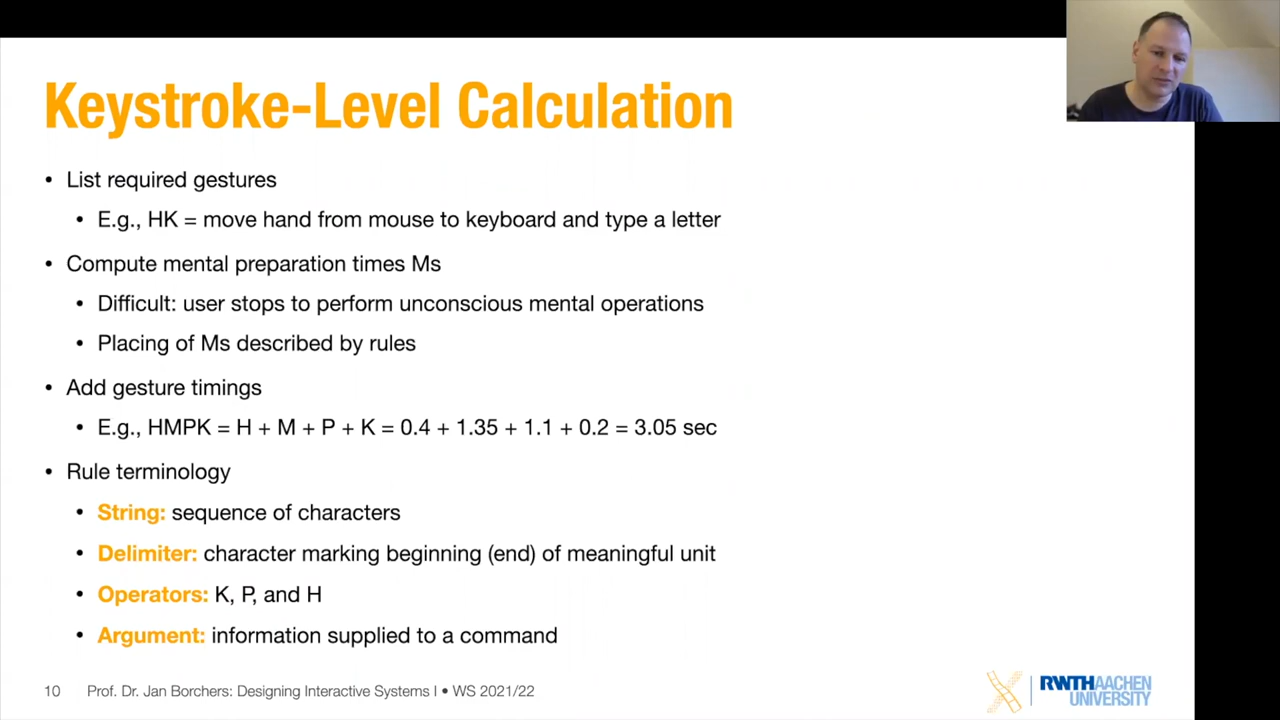 Keystroke-Level Calculation
• List required gestures
• E.g., HK = move hand from mouse to keyboard and type a letter
• Compute mental preparation times Ms
• Difficult: user stops to perform unconscious mental operations
• Placing of Ms described by rules
• Add gesture timings
• E.g., HMPK = H + M + P + K = 0.4 + 1.35 + 1.1 + 0.2 = 3.05 sec
• Rule terminology
• String: sequence of characters
• Delimiter: character marking beginning (end) of meaningful unit
• Operators: K, P, and H
• Argument: information supplied to a command
10 Prof. Dr. Jan Borchers: Designing Interactive Systems I • WS 2021/22
RWTHAACHEN
UNIVERSITY